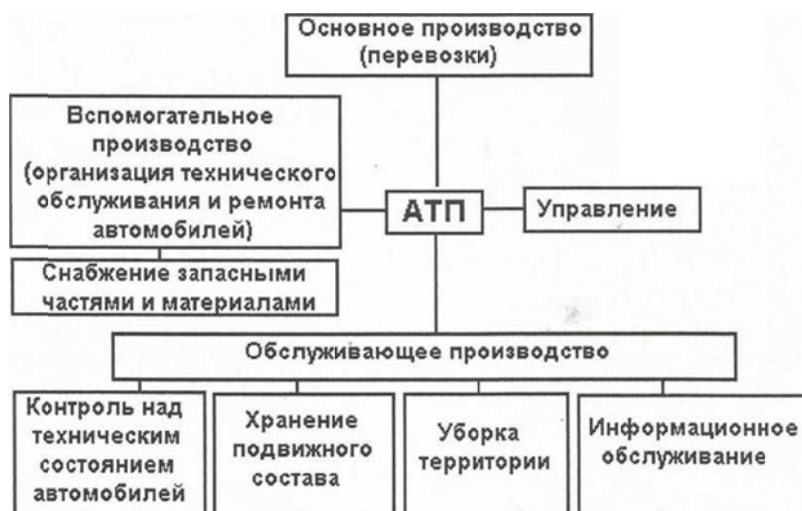 Основное производство
(перевозки)
Вспомогательное
производство
(организация технического
обслуживания и ремонта
автомобилей)
АТП
Управление
Снабжение запасными
частями и материалами
Обслуживающее производство
Контроль над
техническим
состоянием
автомобилей
Хранение
подвижного
состава
Уборка
территории
Информационное
обслуживание